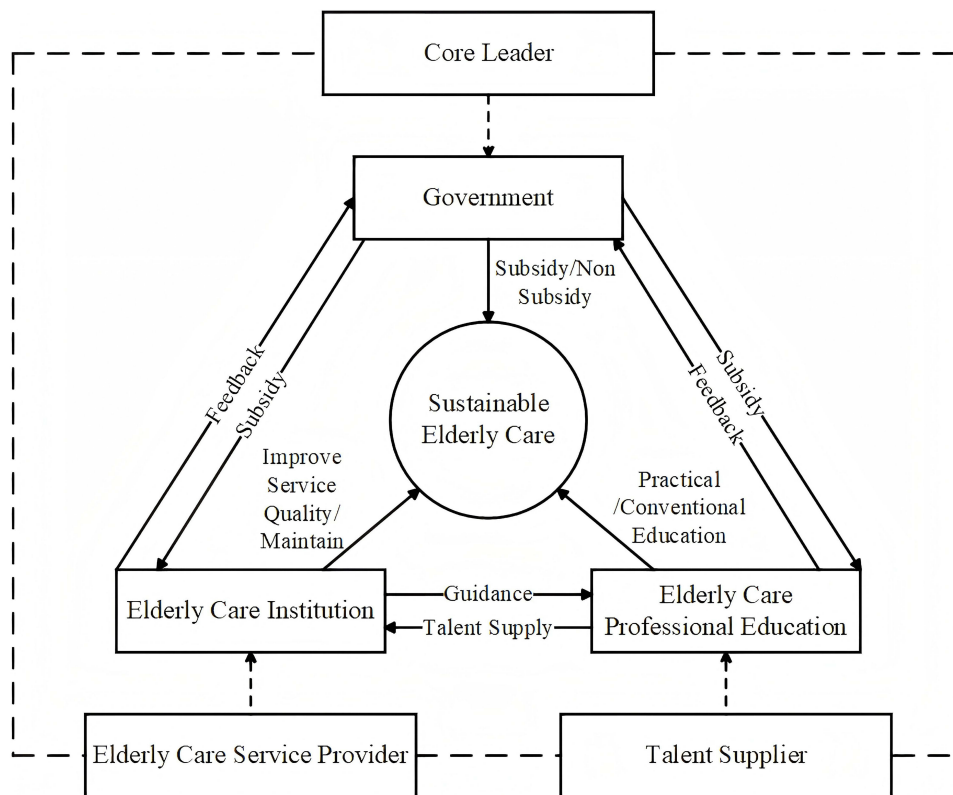 Core Leader
Government
Subsidy/Non
Subsidy
Feedback
Subsidy
Subsidy
Feedback
Sustainable
Elderly Care
Improve
Service
Quality/
Maintain
Practical
/Conventional
Education
Elderly Care Institution
Guidance
Talent Supply
Elderly Care
Professional Education
Elderly Care Service Provider
Talent Supplier